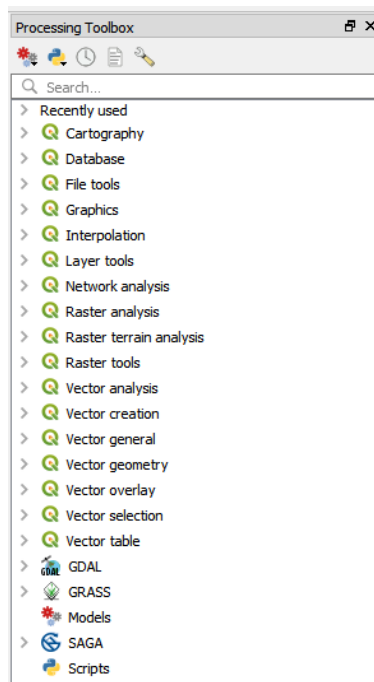 Processing Toolbox
Search...
Recently used
Cartography
Database
File tools
Graphics
Interpolation
Layer tools
Network analysis
Raster analysis
Raster terrain analysis
Raster tools
Vector analysis
Vector creation
Vector general
Vector geometry
Vector overlay
Vector selection
Vector table
GDAL GDAL
GRASS
Models
SAGA
Scripts